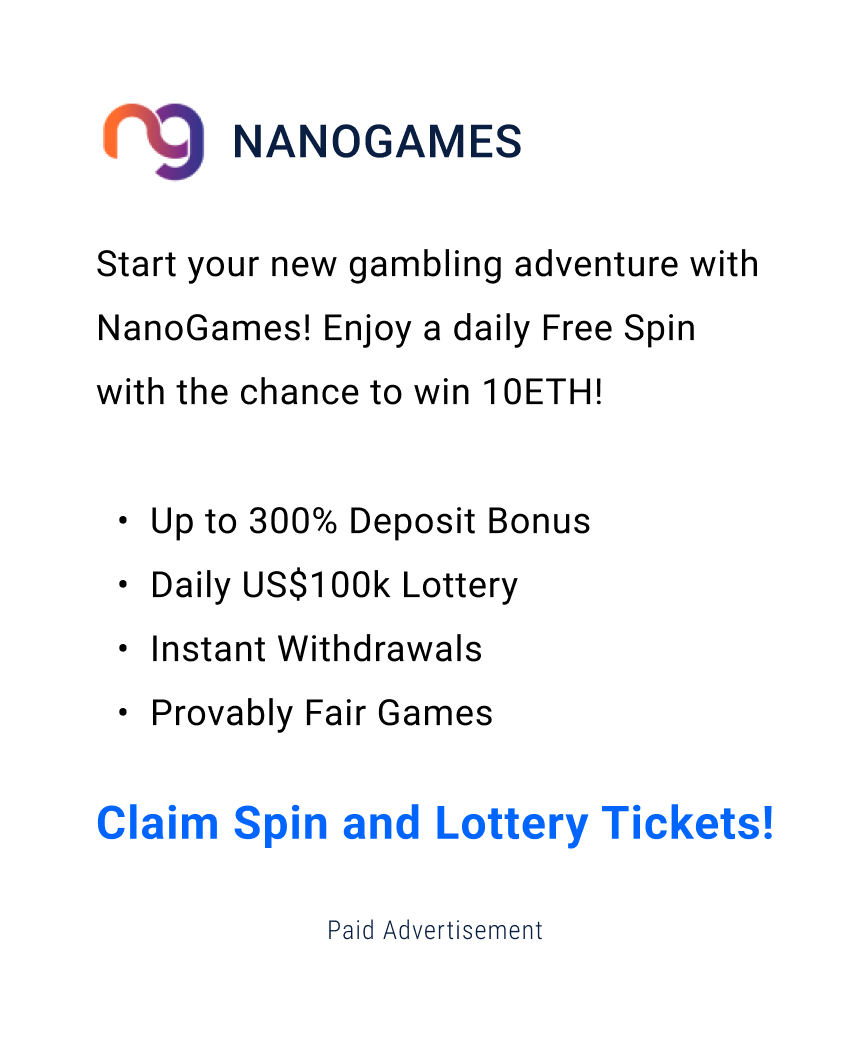 ng NANOGAMES
Start your new gambling adventure with
NanoGames! Enjoy a daily Free Spin
with the chance to win 10ETH!
• Up to 300% Deposit Bonus
• Daily US$100k Lottery
• Instant Withdrawals
• Provably Fair Games
Claim Spin and Lottery Tickets!
Paid Advertisement